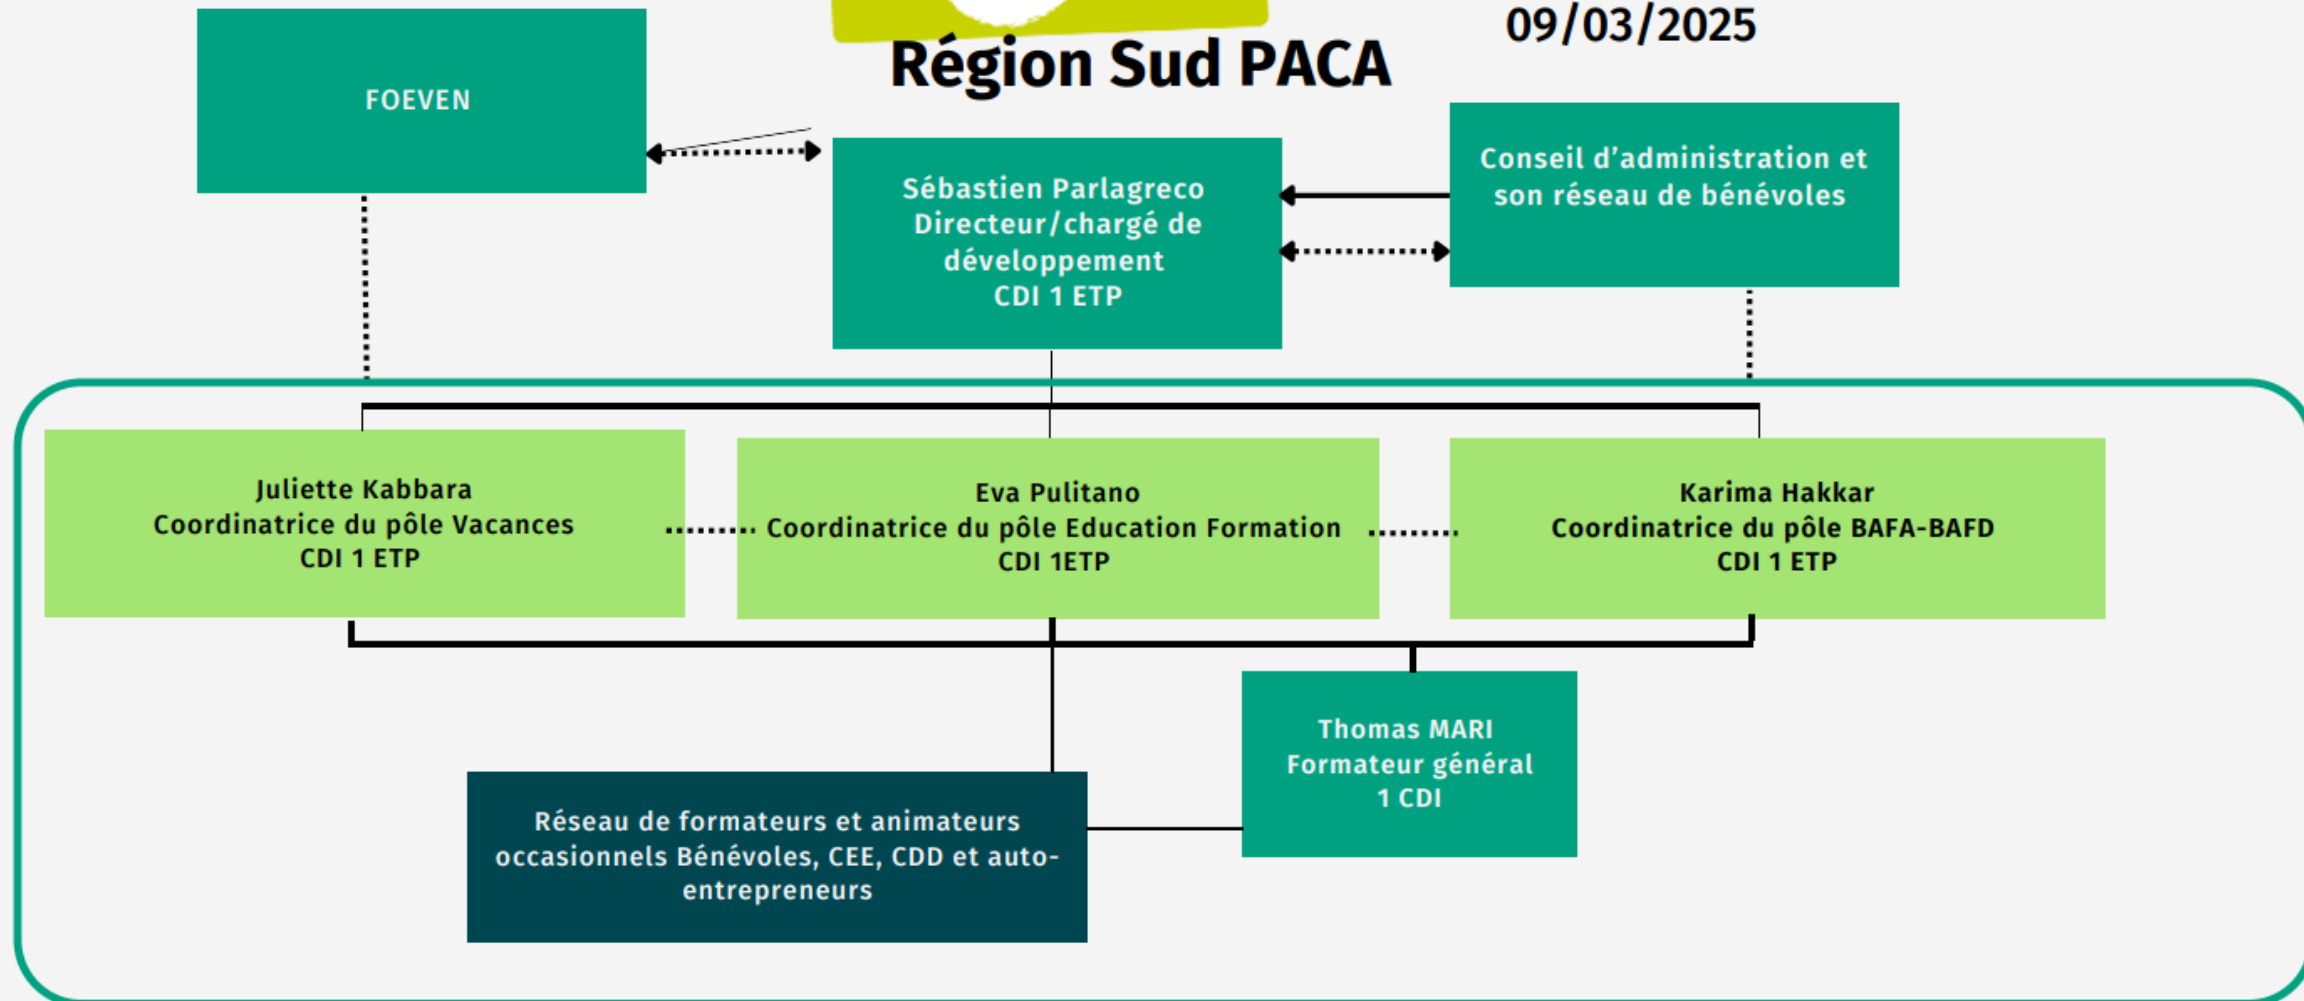 09/03/2025
Région Sud PACA
FOEVEN
Sébastien Parlagreco
Directeur/chargé de
développement
CDI 1 ETP
Conseil d’administration et
son réseau de bénévoles
Juliette Kabbara
Coordinatrice du pôle Vacances
CDI 1 ETP
Eva Pulitano
Coordinatrice du pôle Education Formation
CDI 1ETP
Karima Hakkar
Coordinatrice du pôle BAFA-BAFD
CDI 1 ETP
Thomas MARI
Formateur général
1 CDI
Réseau de formateurs et animateurs
occasionnels Bénévoles, CEE, CDD et auto-
entrepreneurs